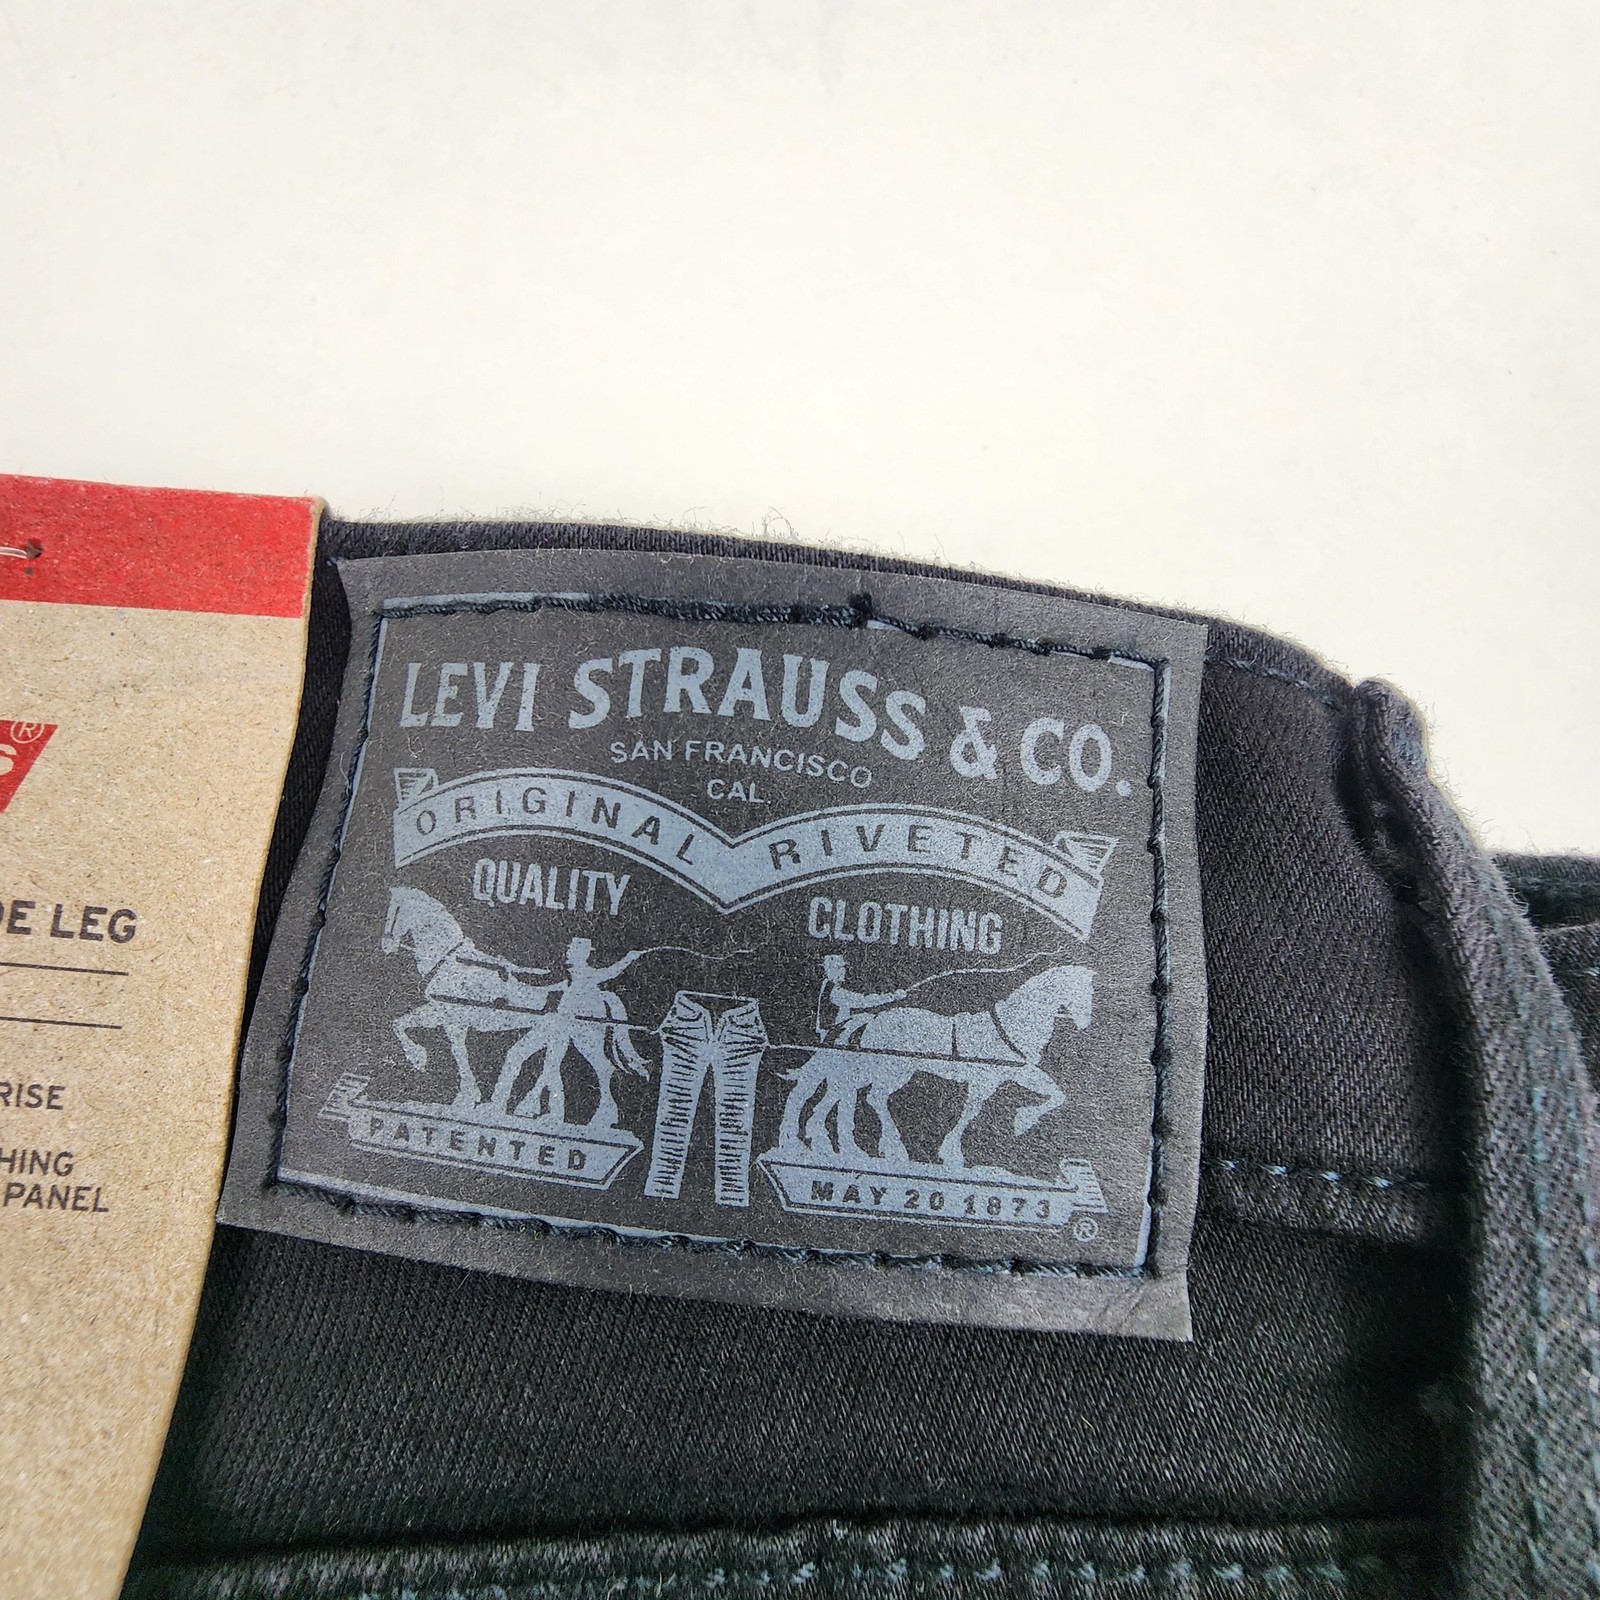 LEVI STRAUSS & CO.
SAN FRANCISCO
CAL.
ORIGINAL RIVETED
QUALITY CLOTHING
PATENTED
MAY 20 1873
®
®
S
DE LEG
RISE
HING
PANEL